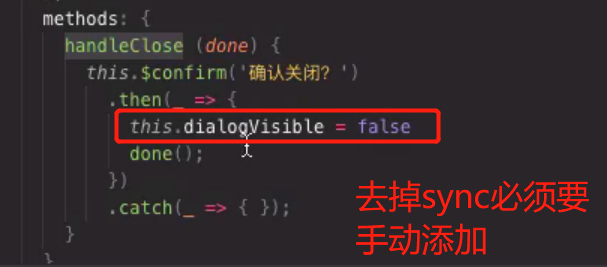 methods: {
handleClose (done) {
this.$confirm('确认关闭? ')
.then(_ => {
this.dialogVisible = false
done();
})
.catch(_ => { });
}
}
去掉sync必须要
手动添加